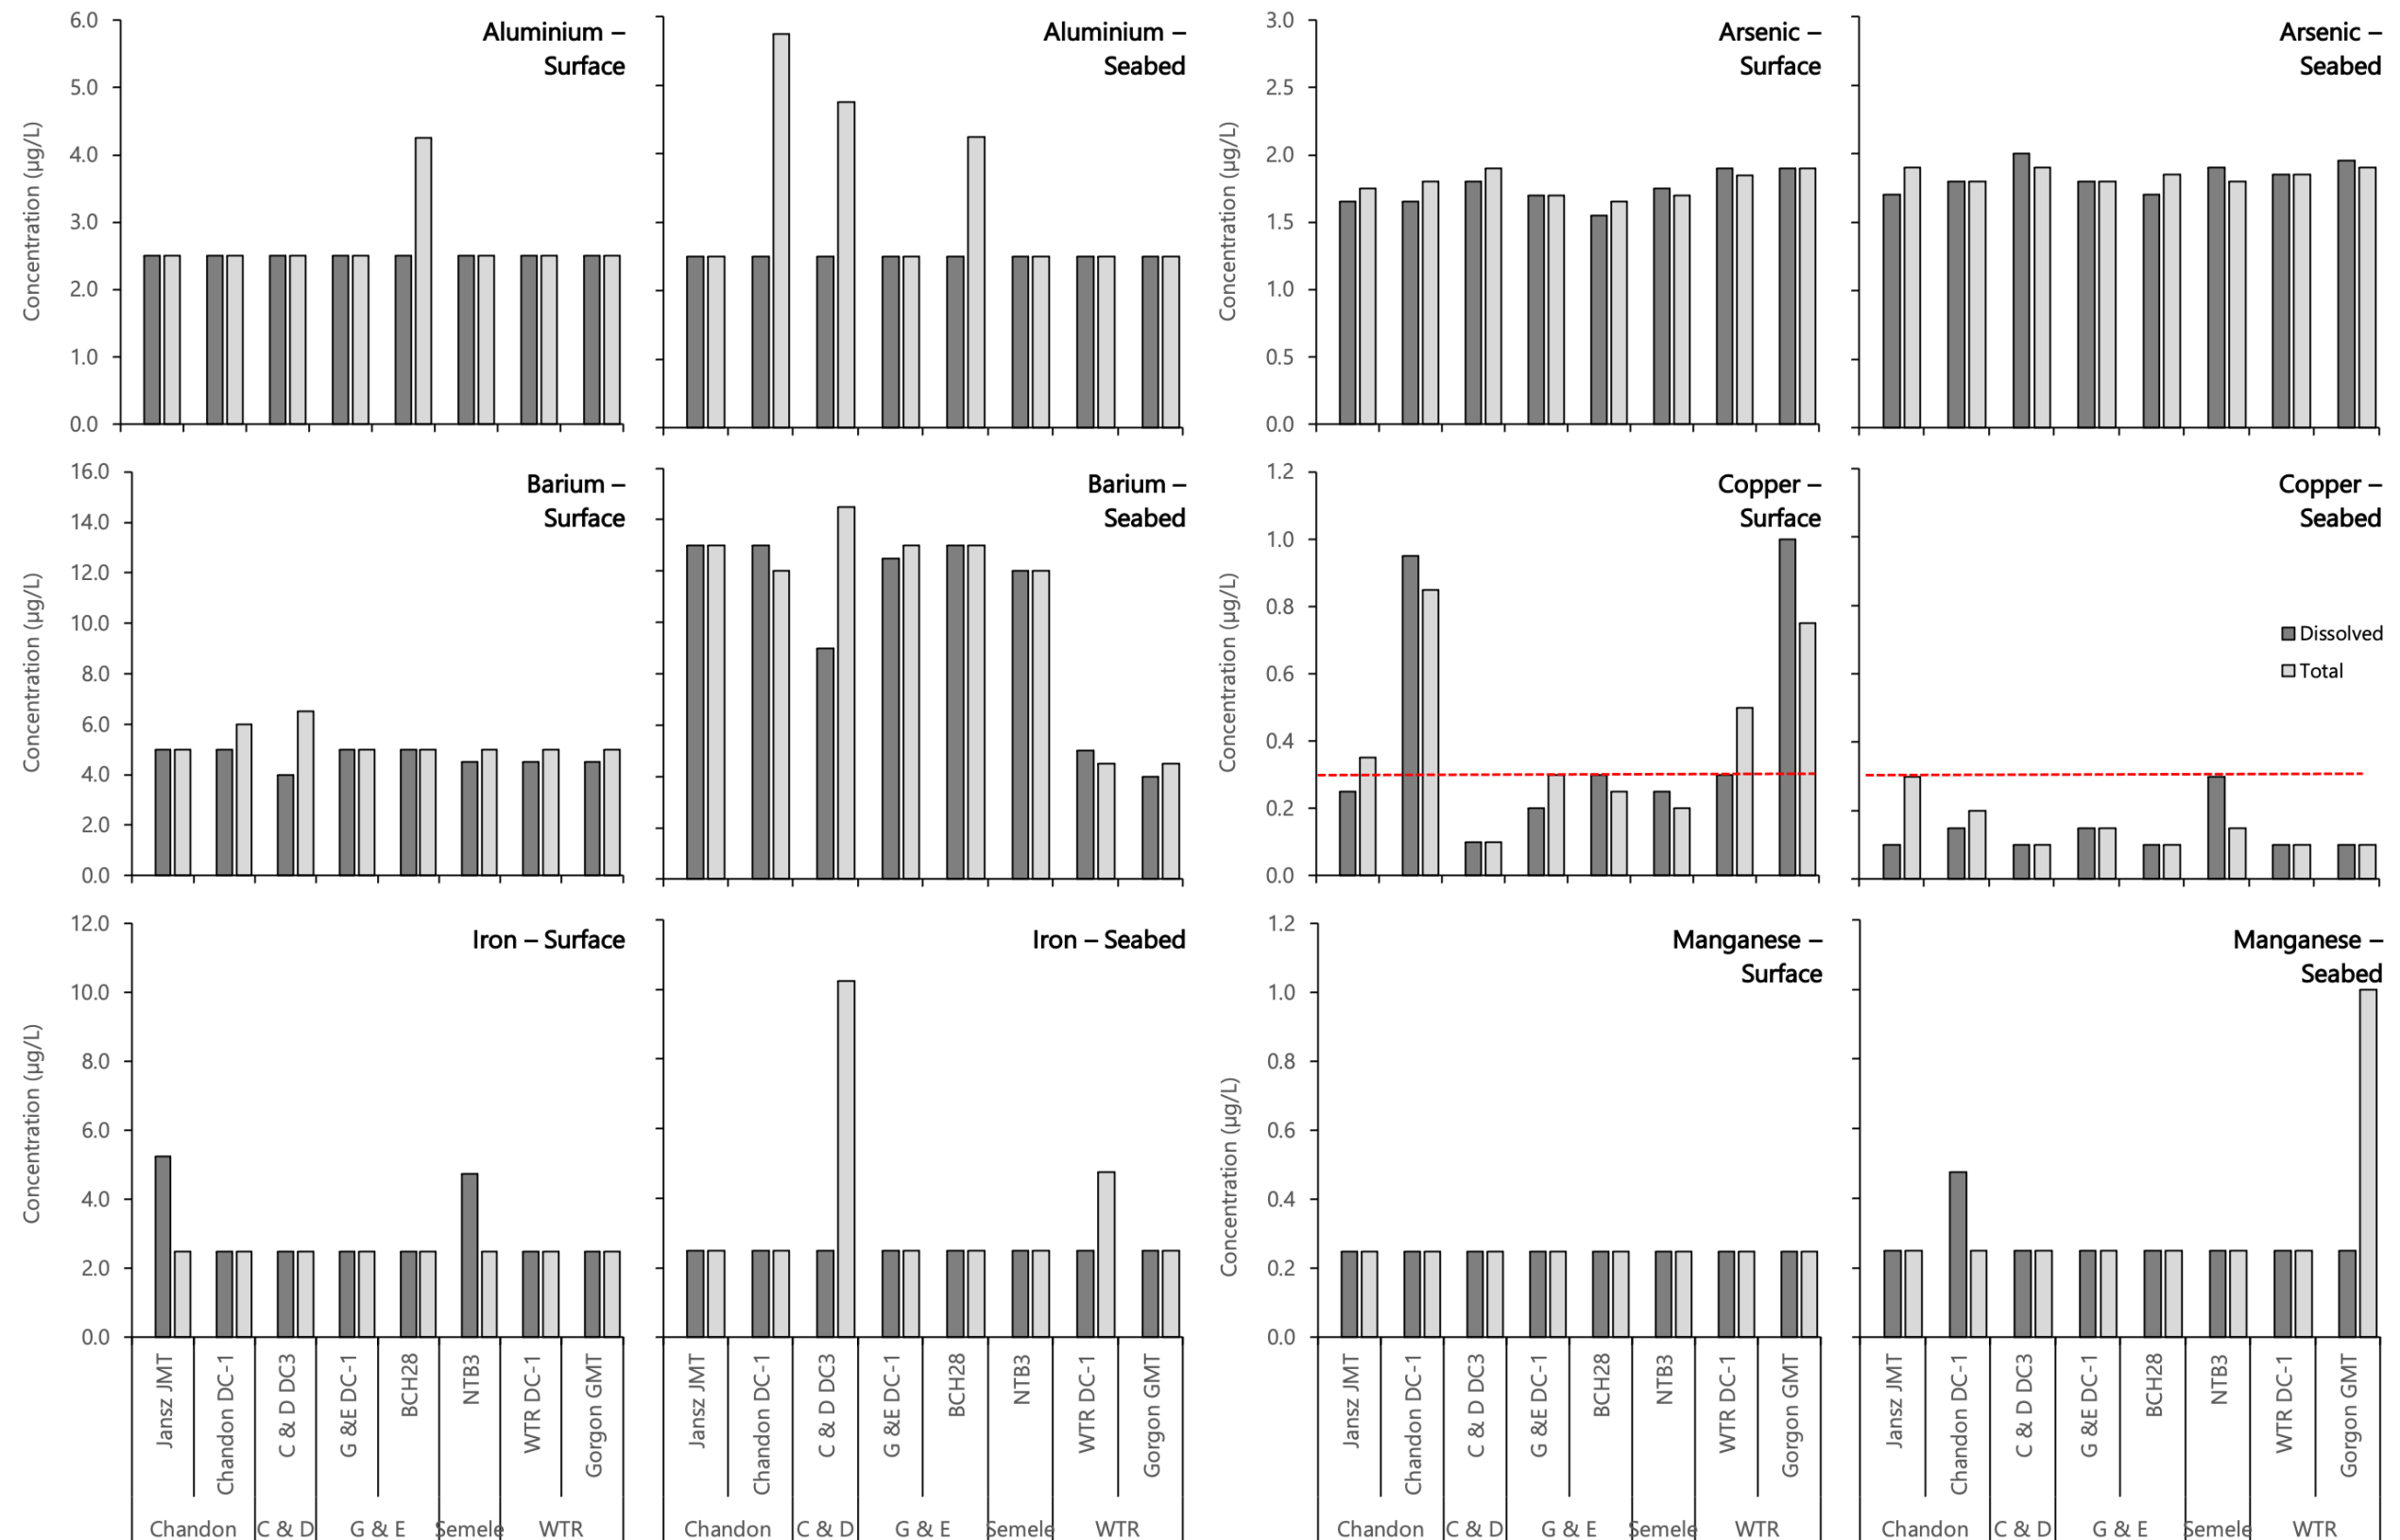 Aluminium –
Surface
Aluminium –
Seabed
Arsenic –
Surface
Arsenic –
Seabed
Concentration (µg/L)
6.0
5.0
4.0
3.0
2.0
1.0
0.0
Concentration (µg/L)
3.0
2.5
2.0
1.5
1.0
0.5
0.0
Barium –
Surface
Barium –
Seabed
Copper –
Surface
Copper –
Seabed
Concentration (µg/L)
16.0
14.0
12.0
10.0
8.0
6.0
4.0
2.0
0.0
Concentration (µg/L)
1.2
1.0
0.8
0.6
0.4
0.2
0.0
Dissolved
Total
Iron – Surface
Iron – Seabed
Manganese –
Surface
Manganese –
Seabed
Concentration (µg/L)
12.0
10.0
8.0
6.0
4.0
2.0
0.0
Concentration (µg/L)
1.2
1.0
0.8
0.6
0.4
0.2
0.0
Jansz JMT
Chandon DC-1
C & D DC3
G &E DC-1
BCH28
NTB3
WTR DC-1
Gorgon GMT
Chandon
C & D
G & E
Semele
WTR
Jansz JMT
Chandon DC-1
C & D DC3
G &E DC-1
BCH28
NTB3
WTR DC-1
Gorgon GMT
Chandon
C & D
G & E
Semele
WTR
Jansz JMT
Chandon DC-1
C & D DC3
G &E DC-1
BCH28
NTB3
WTR DC-1
Gorgon GMT
Chandon
C & D
G & E
Semele
WTR
Jansz JMT
Chandon DC-1
C & D DC3
G &E DC-1
BCH28
NTB3
WTR DC-1
Gorgon GMT
Chandon
C & D
G & E
Semele
WTR